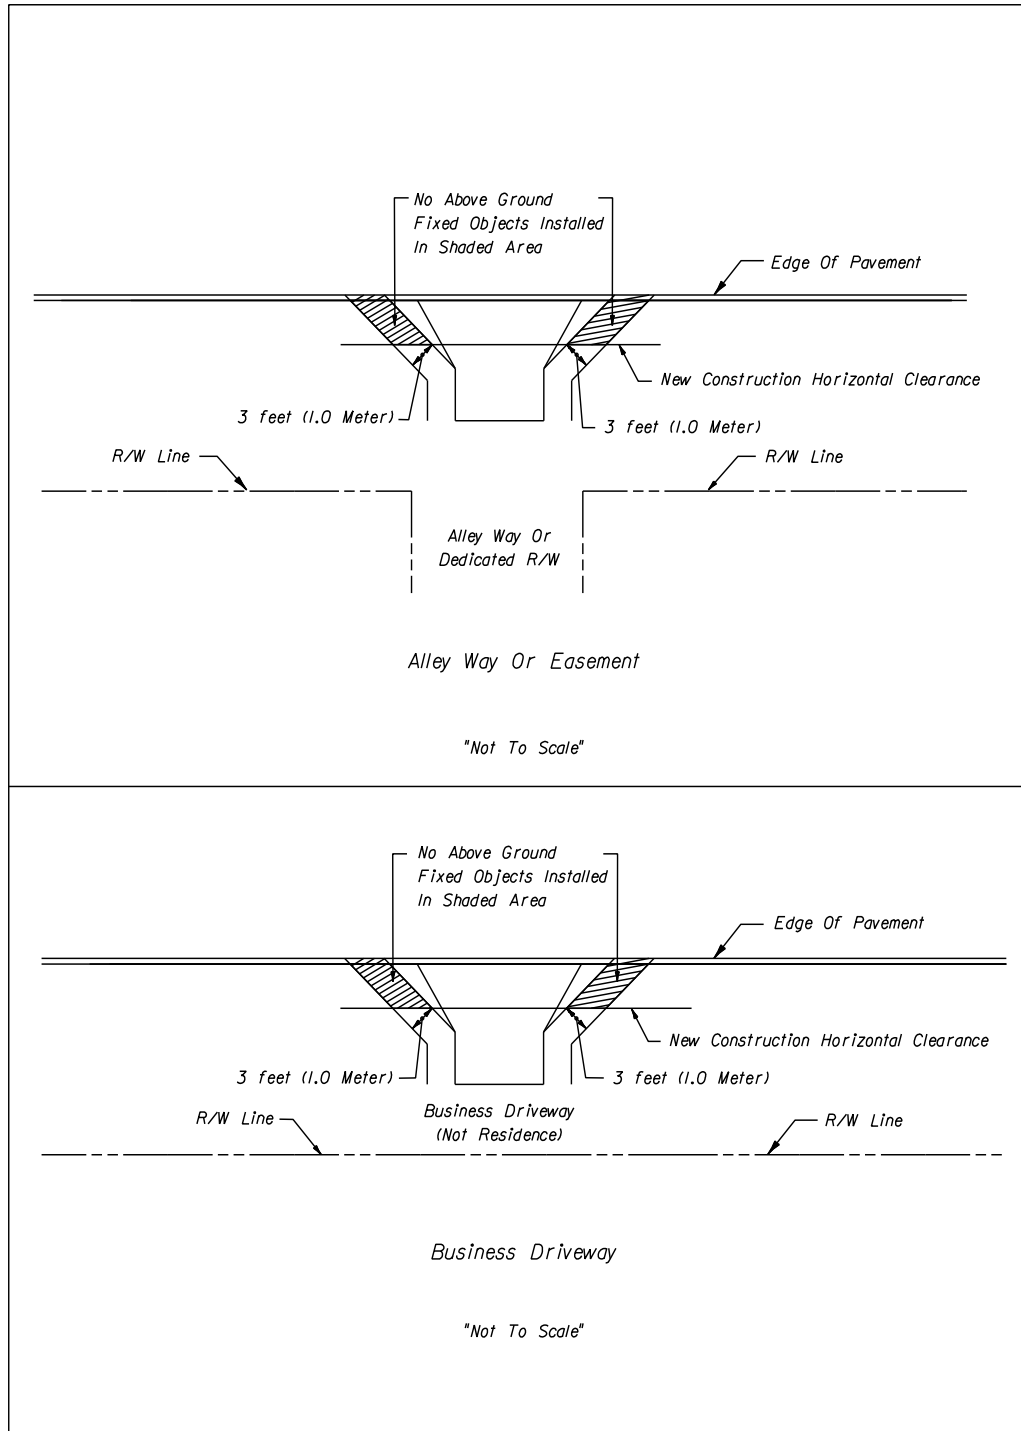 No Above Ground
Fixed Objects Installed
In Shaded Area
Edge Of Pavement
New Construction Horizontal Clearance
3 feet (1.0 Meter)
3 feet (1.0 Meter)
R/W Line
R/W Line
Alley Way Or
Dedicated R/W
Alley Way Or Easement
"Not To Scale"
No Above Ground
Fixed Objects Installed
In Shaded Area
Edge Of Pavement
New Construction Horizontal Clearance
3 feet (1.0 Meter)
3 feet (1.0 Meter)
Business Driveway
(Not Residence)
R/W Line
R/W Line
Business Driveway
"Not To Scale"